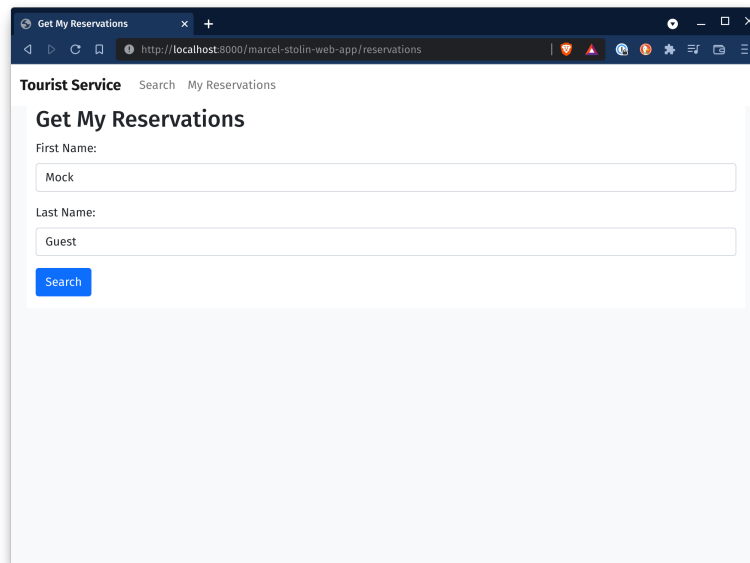 Get My Reservations
http://localhost:8000/marcel-stolin-web-app/reservations
Tourist Service Search My Reservations
Get My Reservations
First Name:
Mock
Last Name:
Guest
Search